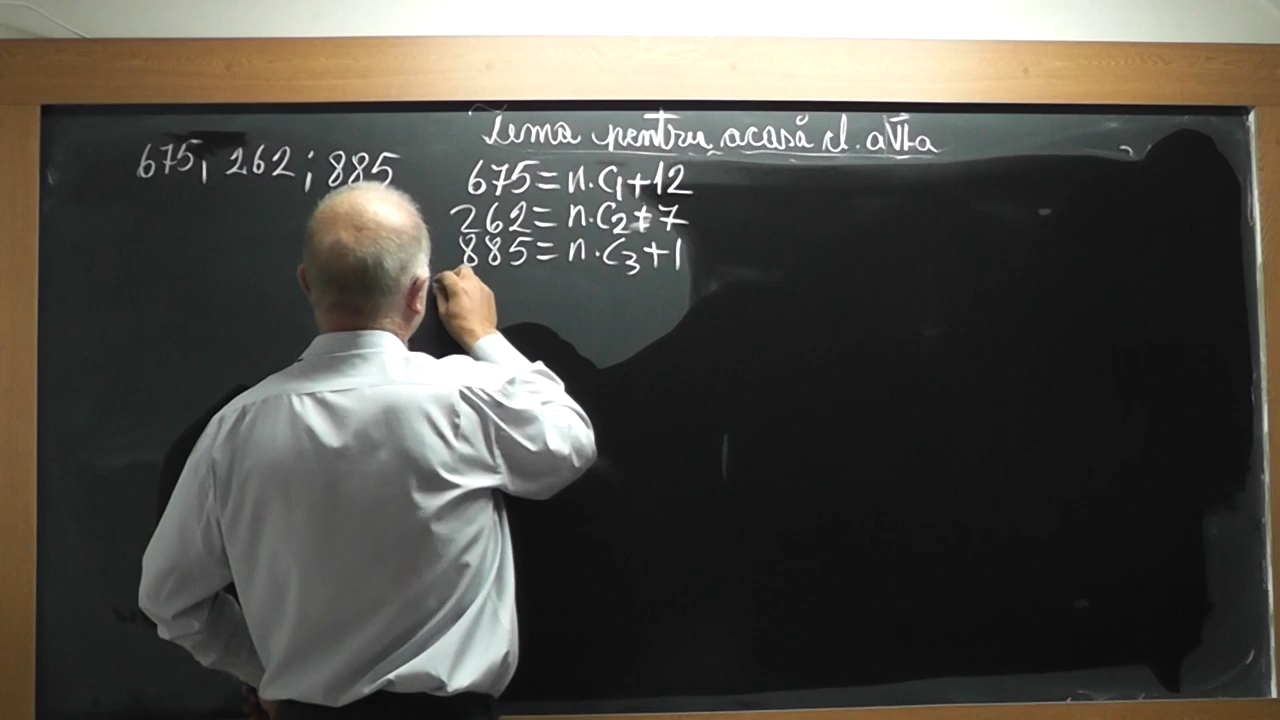 Tema pentru acasă cl. a VI-a
675; 262; 885
675=n·c1+12
262=n·c2+7
885=n·c3+1